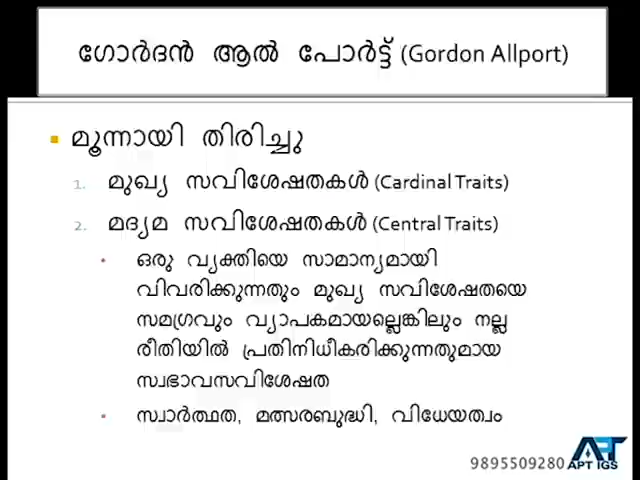 ഗോർദൻ ആൽ പോർട്ട് (Gordon Allport)
▪ മൂന്നായി തിരിച്ചു
1. മുഖ്യ സവിശേഷതകൾ (Cardinal Traits)
2. മദ്യമ സവിശേഷതകൾ (Central Traits)
• ഒരു വ്യക്തിയെ സാമാന്യമായി
വിവരിക്കുന്നതും മുഖ്യ സവിശേഷതയെ
സമഗ്രവും വ്യാപകമായല്ലെങ്കിലും നല്ല
രീതിയിൽ പ്രതിനിധീകരിക്കുന്നതുമായ
സ്വഭാവസവിശേഷത
• സ്വാർത്ഥത, മത്സരബുദ്ധി, വിധേയത്വം
9895509280 APT IGS